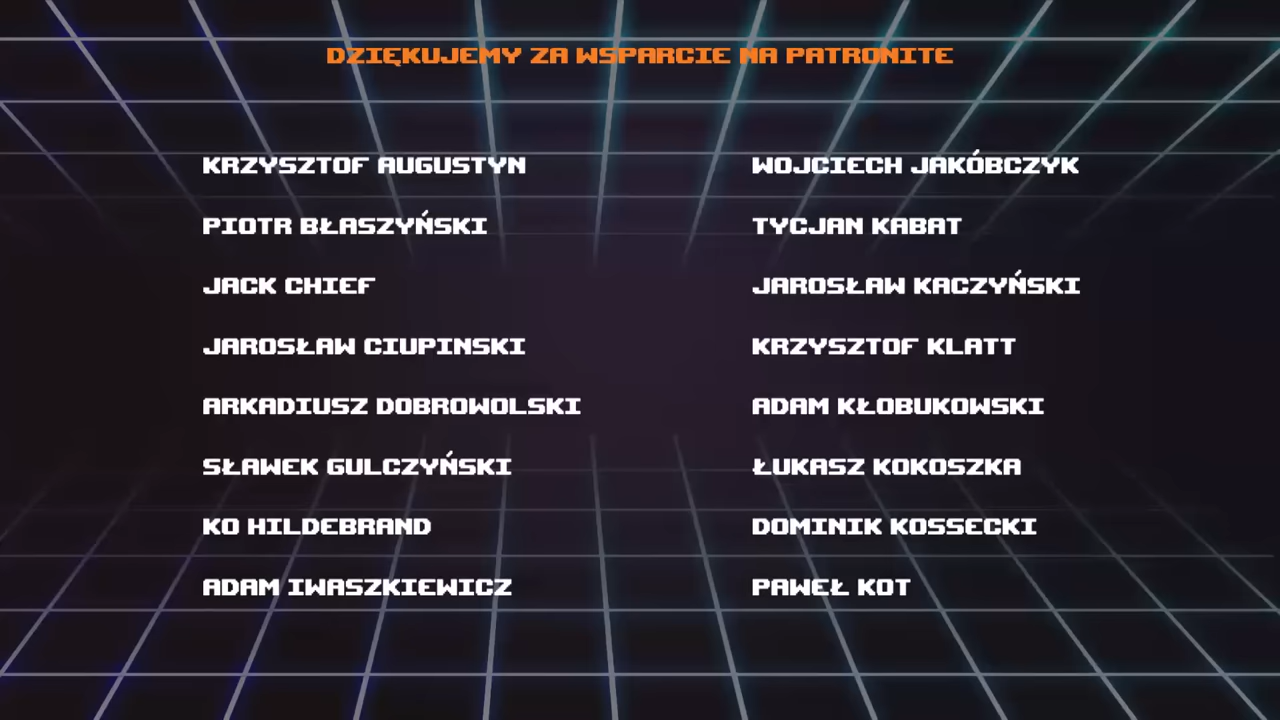 DZIĘKUJEMY ZA WSPARCIE NA PATRONITE
KRZYSZTOF AUGUSTYN
PIOTR BŁASZYŃSKI
JACK CHIEF
JAROSŁAW CIUPINSKI
ARKADIUSZ DOBROWOLSKI
SŁAWEK GULCZYŃSKI
KO HILDEBRAND
ADAM IWASZKIEWICZ
WOJCIECH JAKÓBCZYK
TYCJAN KABAT
JAROSŁAW KACZYŃSKI
KRZYSZTOF KLATT
ADAM KŁOBUKOWSKI
ŁUKASZ KOKOSZKA
DOMINIK KOSSECKI
PAWEŁ KOT